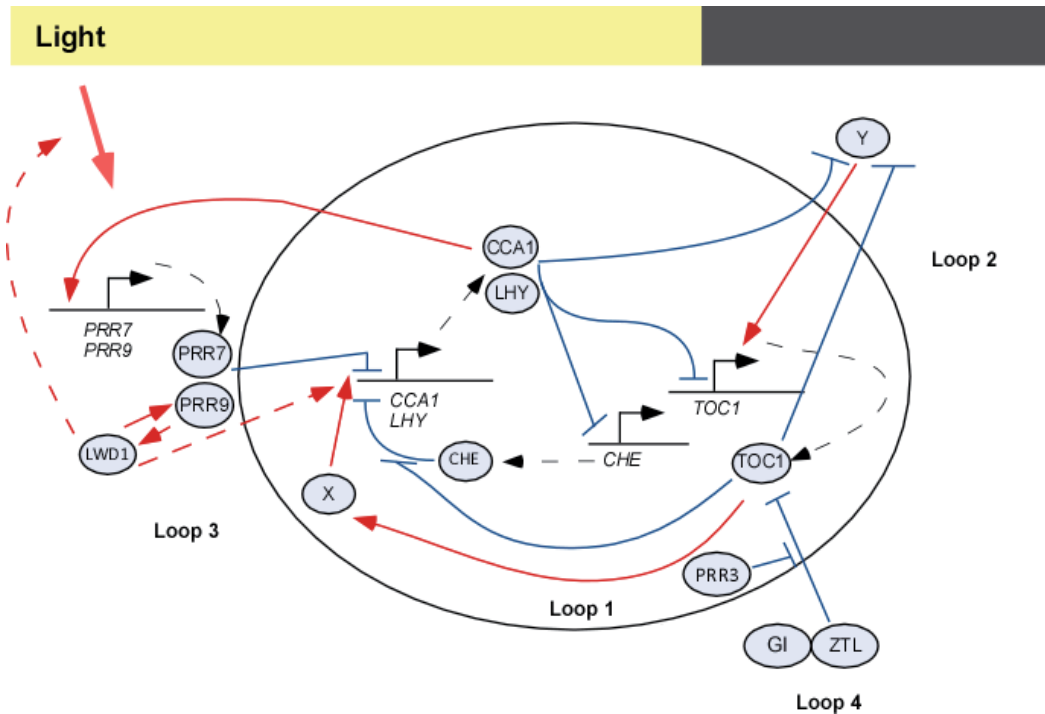 Light
Y
CCA1
Loop 2
LHY
PRR7
PRR9
PRR7
CCA1
LHY
TOC1
PRR9
LWD1
CHE
CHE
TOC1
X
Loop 3
PRR3
Loop 1
GI
ZTL
Loop 4